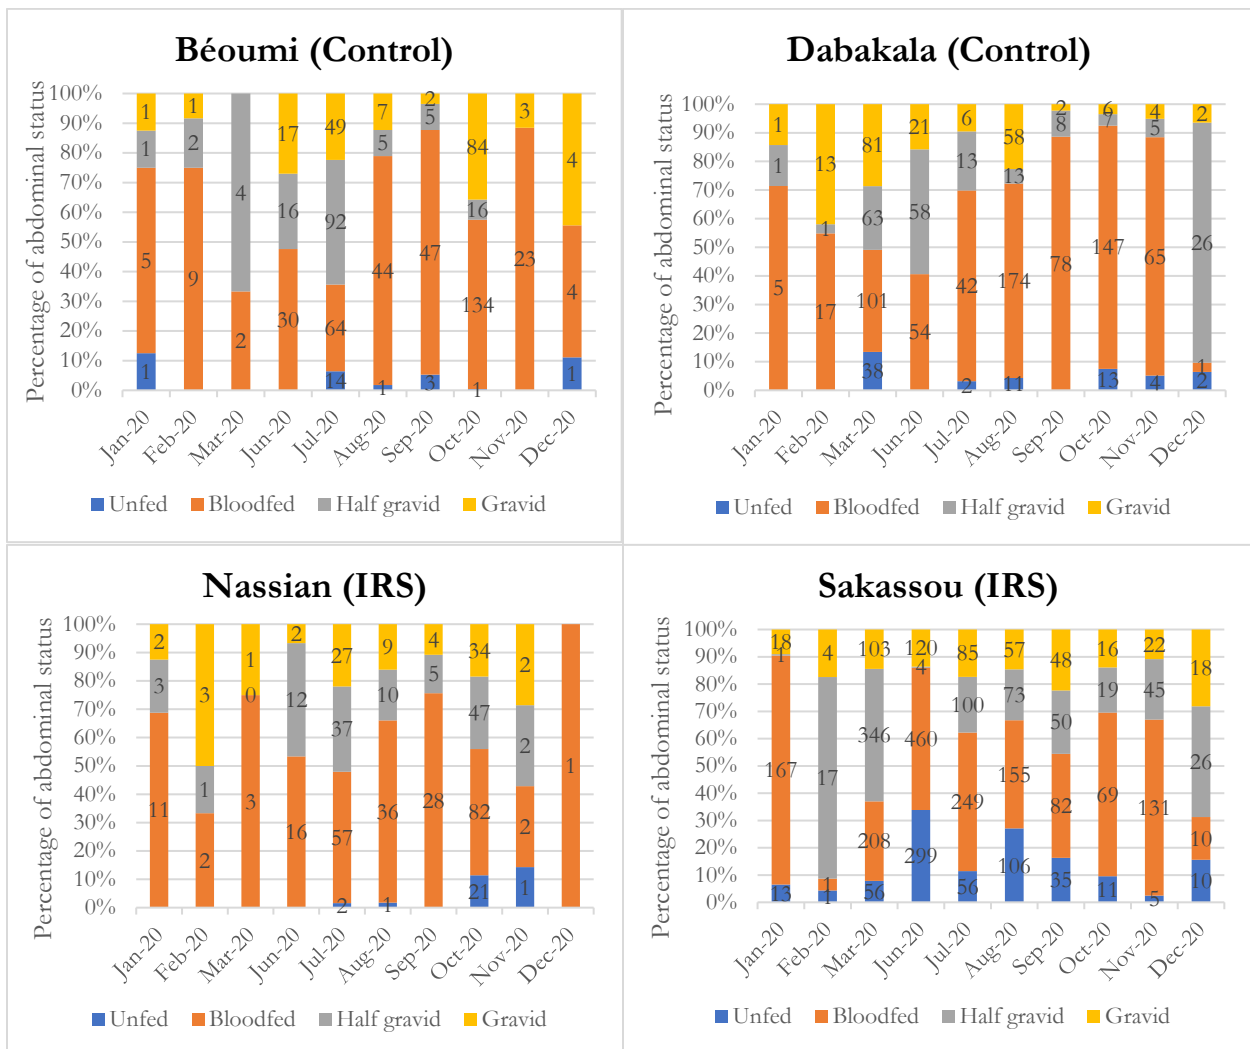 Béoumi (Control)
Percentage of abdominal status
100%
90%
80%
70%
60%
50%
40%
30%
20%
10%
0%
1 1 17 49 7 2 84 3 4
1 2 4 16 92 5 5 16
5 9 2 30 64 44 47 134 23 4
1 14 1 3 1 1
Jan-20 Feb-20 Mar-20 Jun-20 Jul-20 Aug-20 Sep-20 Oct-20 Nov-20 Dec-20
Unfed Bloodfed Half gravid Gravid
Dabakala (Control)
Percentage of abdominal status
100%
90%
80%
70%
60%
50%
40%
30%
20%
10%
0%
1 13 81 21 6 58 2 6 4 2
1 1 63 58 13 13 8 7 5 26
5 17 101 54 42 174 78 147 65 1
38 2 11 13 4 2
Jan-20 Feb-20 Mar-20 Jun-20 Jul-20 Aug-20 Sep-20 Oct-20 Nov-20 Dec-20
Unfed Bloodfed Half gravid Gravid
Nassian (IRS)
Percentage of abdominal status
100%
90%
80%
70%
60%
50%
40%
30%
20%
10%
0%
2 3 1 2 27 9 4 34 2
3 1 0 12 37 10 5 47 2
11 2 3 16 57 36 28 82 2 1
2 1 21 1
Jan-20 Feb-20 Mar-20 Jun-20 Jul-20 Aug-20 Sep-20 Oct-20 Nov-20 Dec-20
Unfed Bloodfed Half gravid Gravid
Sakassou (IRS)
Percentage of abdominal status
100%
90%
80%
70%
60%
50%
40%
30%
20%
10%
0%
18 4 103 120 85 57 48 16 22 18
1 17 346 4 100 73 50 19 45 26
167 1 208 460 249 155 82 69 131 10
13 1 56 299 56 106 35 11 5 10
Jan-20 Feb-20 Mar-20 Jun-20 Jul-20 Aug-20 Sep-20 Oct-20 Nov-20 Dec-20
Unfed Bloodfed Half gravid Gravid